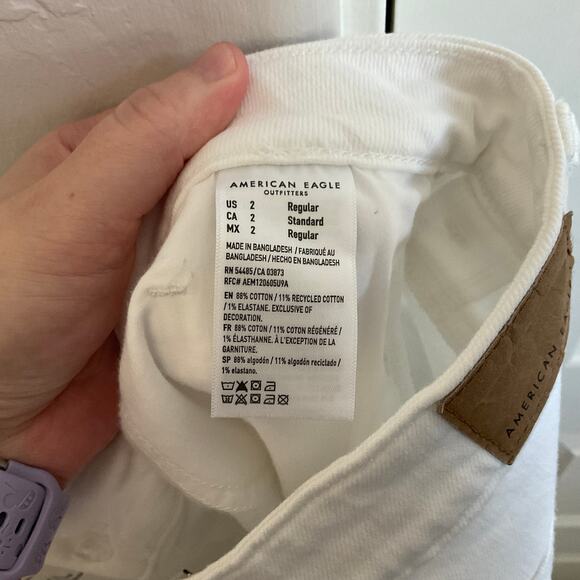 AMERICAN EAGLE
OUTFITTERS
US 2 Regular
CA 2 Standard
MX 2 Regular
MADE IN BANGLADESH / FABRIQUÉ AU
BANGLADESH / HECHO EN BANGLADESH
RN 54485/CA 03873
RFC# AEM120605U9A
EN 88% COTTON / 11% RECYCLED COTTON
/ 1% ELASTANE. EXCLUSIVE OF
DECORATION.
FR 88% COTON / 11% COTON RÉGÉNÉRÉ /
1% ÉLASTHANNE. À L'EXCEPTION DE LA
GARNITURE.
SP 88% algodón / 11% algodón reciclado /
1% elastano.
AMERICAN EA